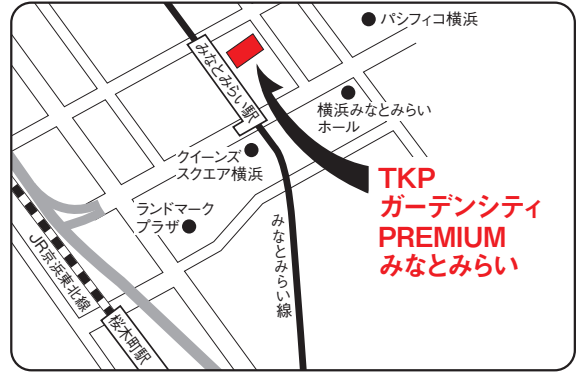 パシフィコ横浜
みなとみらい駅
横浜みなとみらい
ホール
クイーンズ
スクエア横浜
TKP
ガーデンシティ
PREMIUM
みなとみらい
ランドマーク
プラザ
みなとみらい線
JR京浜東北線
桜木町駅